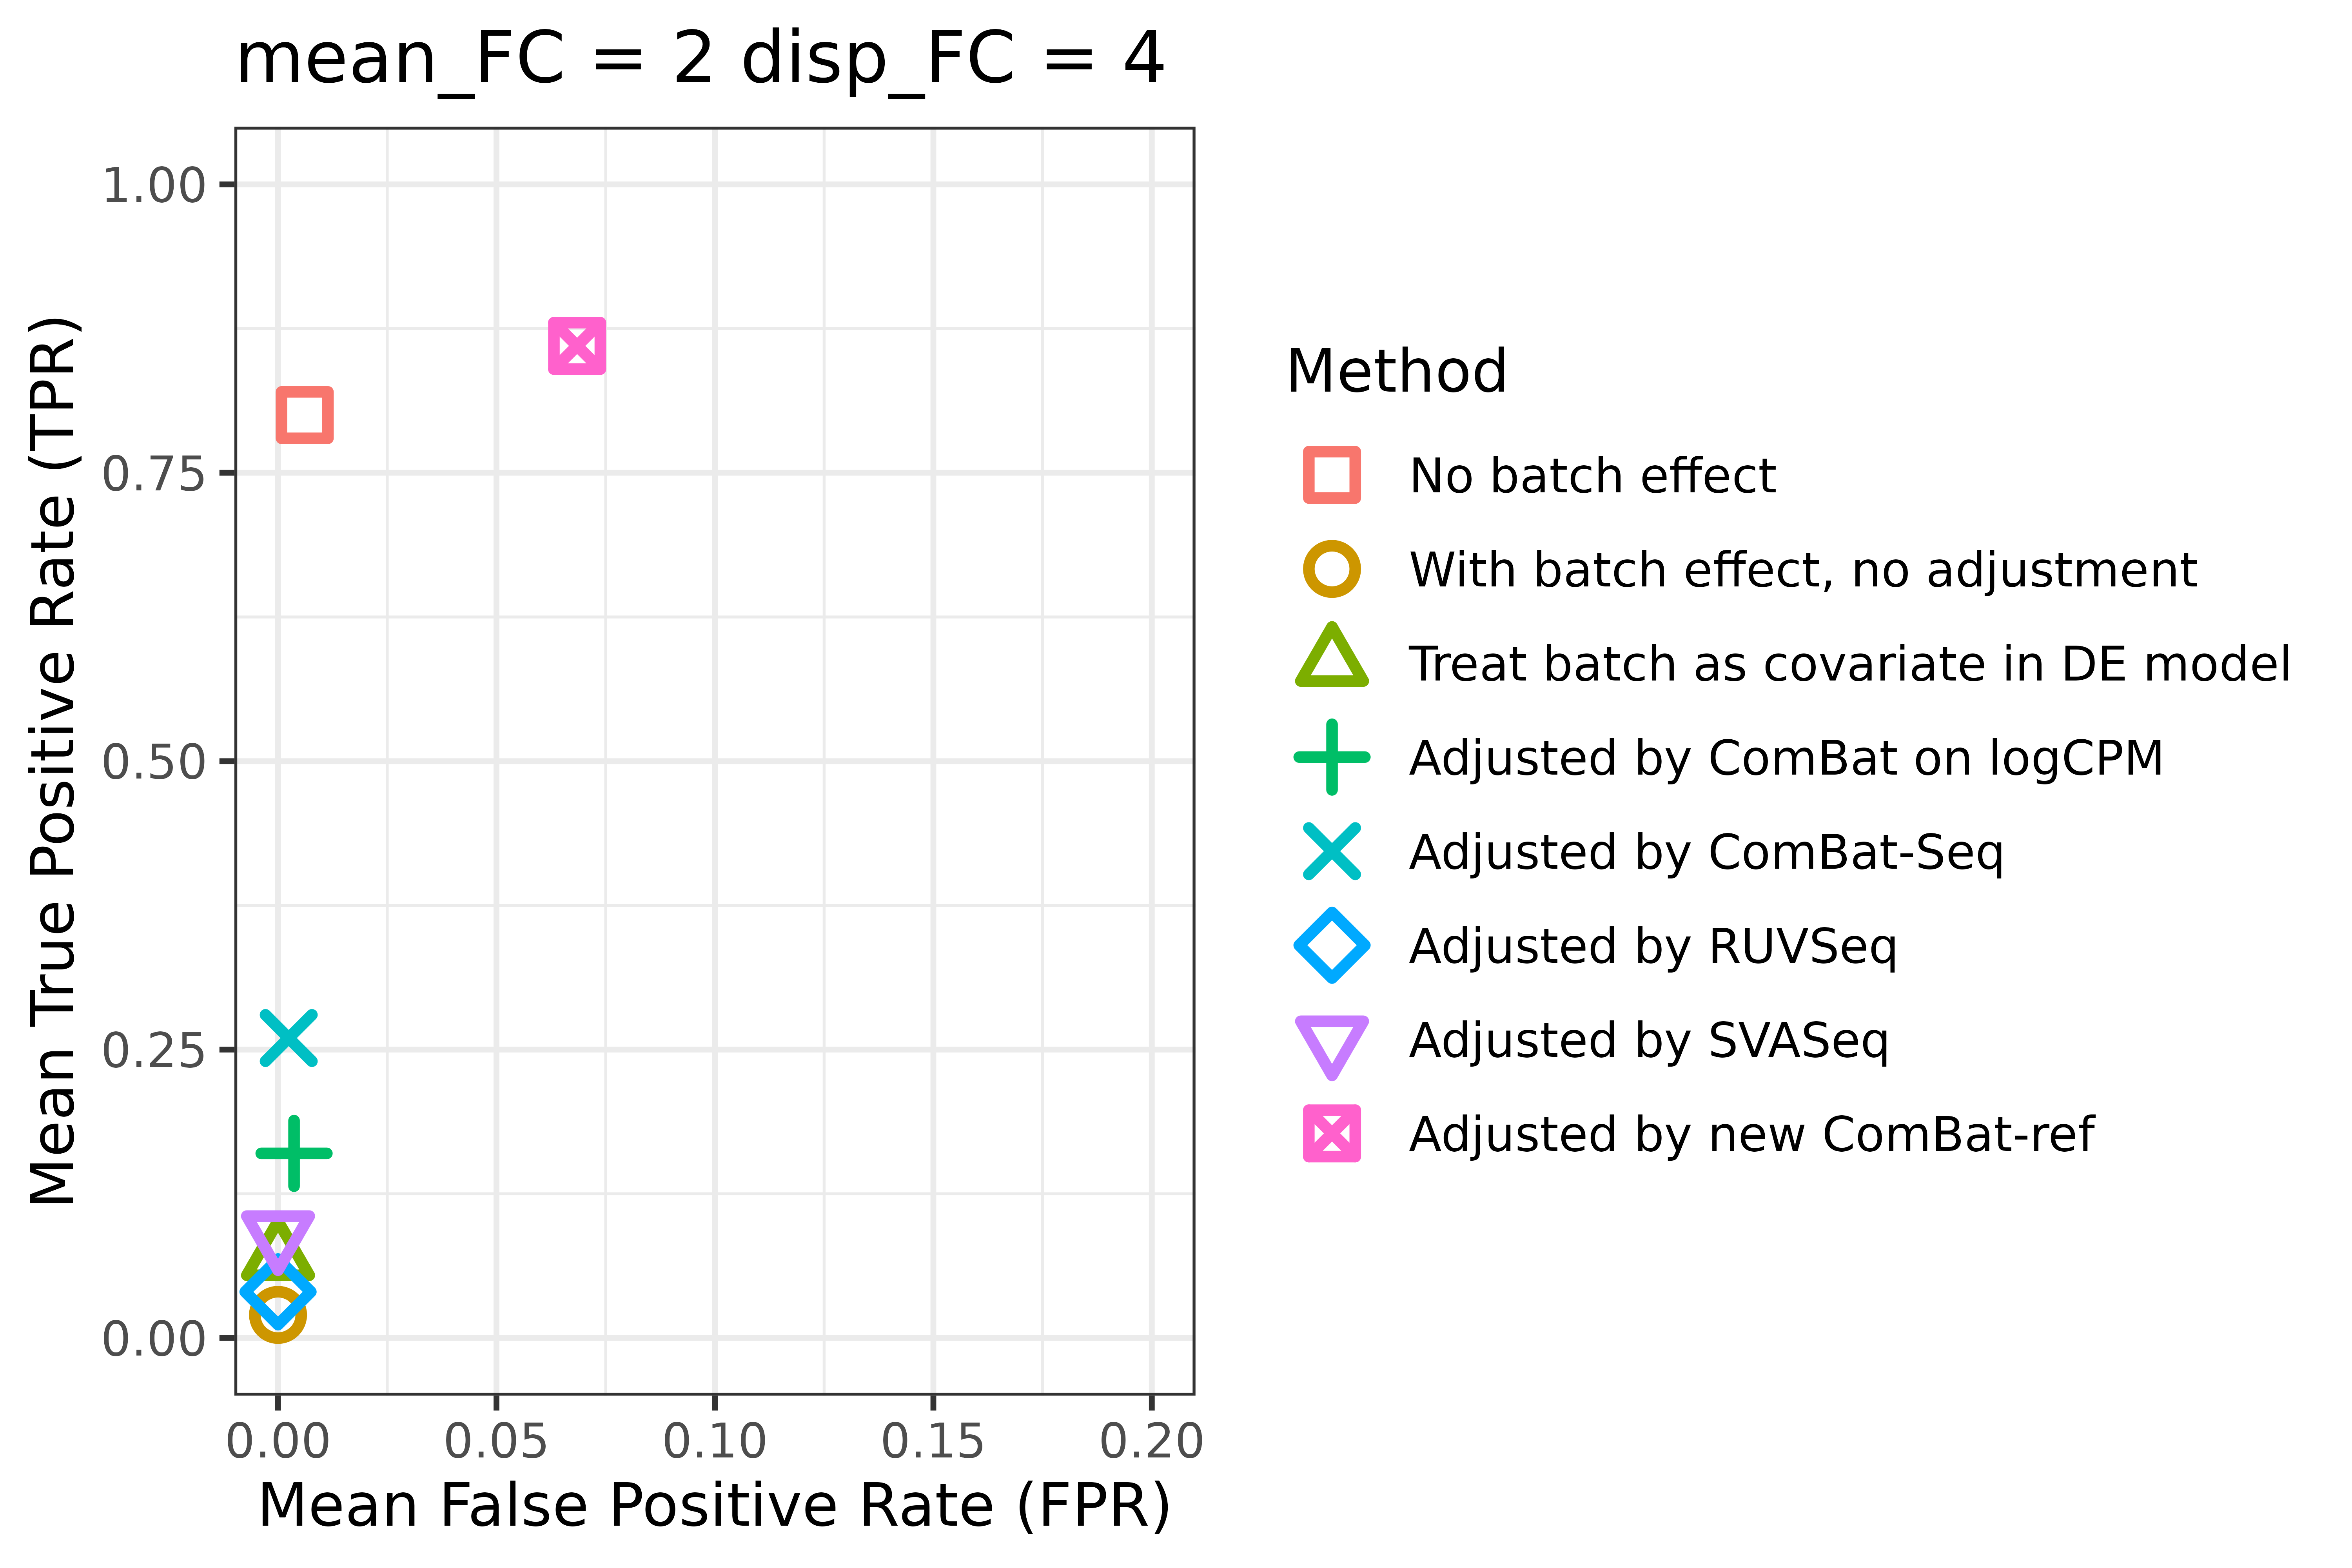 mean_FC = 2 disp_FC = 4
Mean True Positive Rate (TPR)
1.00
0.75
0.50
0.25
0.00
0.00 0.05 0.10 0.15 0.20
Mean False Positive Rate (FPR)
Method
No batch effect
With batch effect, no adjustment
Treat batch as covariate in DE model
Adjusted by ComBat on logCPM
Adjusted by ComBat-Seq
Adjusted by RUVSeq
Adjusted by SVASeq
Adjusted by new ComBat-ref